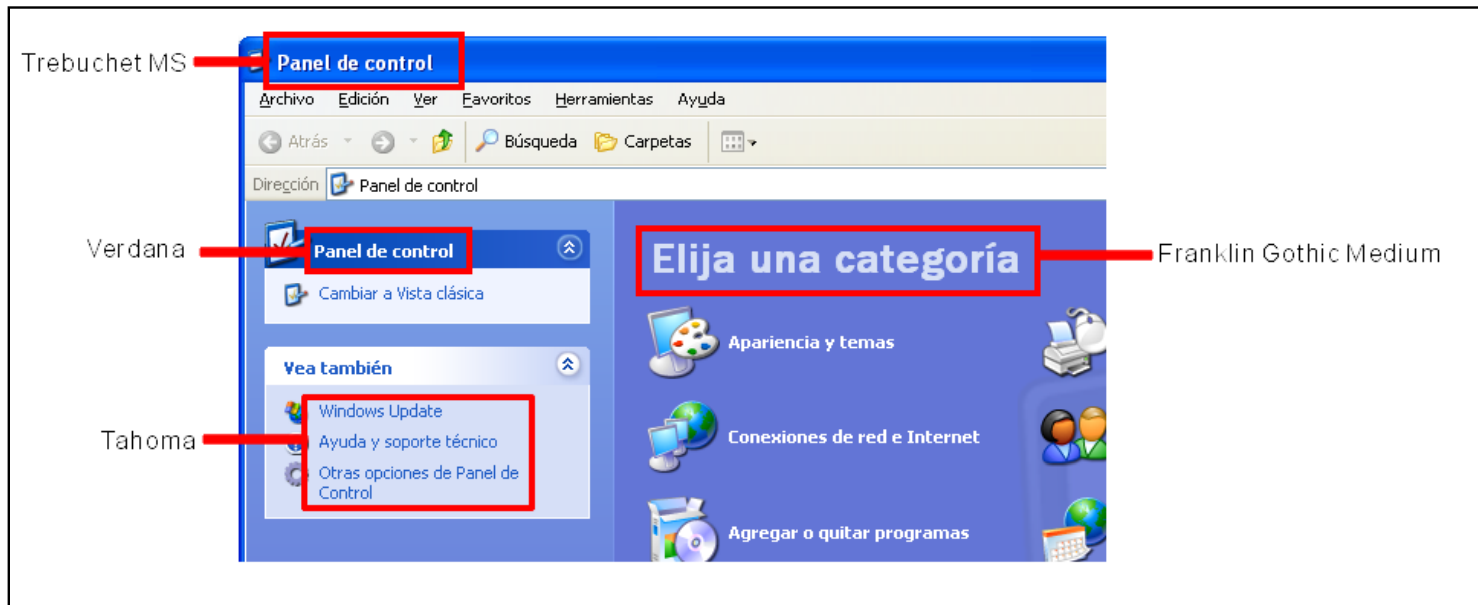 Trebuchet MS
Panel de control
Archivo Edición Ver Favoritos Herramientas Ayuda
Atrás Búsqueda Carpetas
Dirección Panel de control
Verdana
Panel de control
Cambiar a Vista clásica
Vea también
Tahoma
Windows Update
Ayuda y soporte técnico
Otras opciones de Panel de
Control
Elija una categoría
Franklin Gothic Medium
Apariencia y temas
Conexiones de red e Internet
Agregar o quitar programas